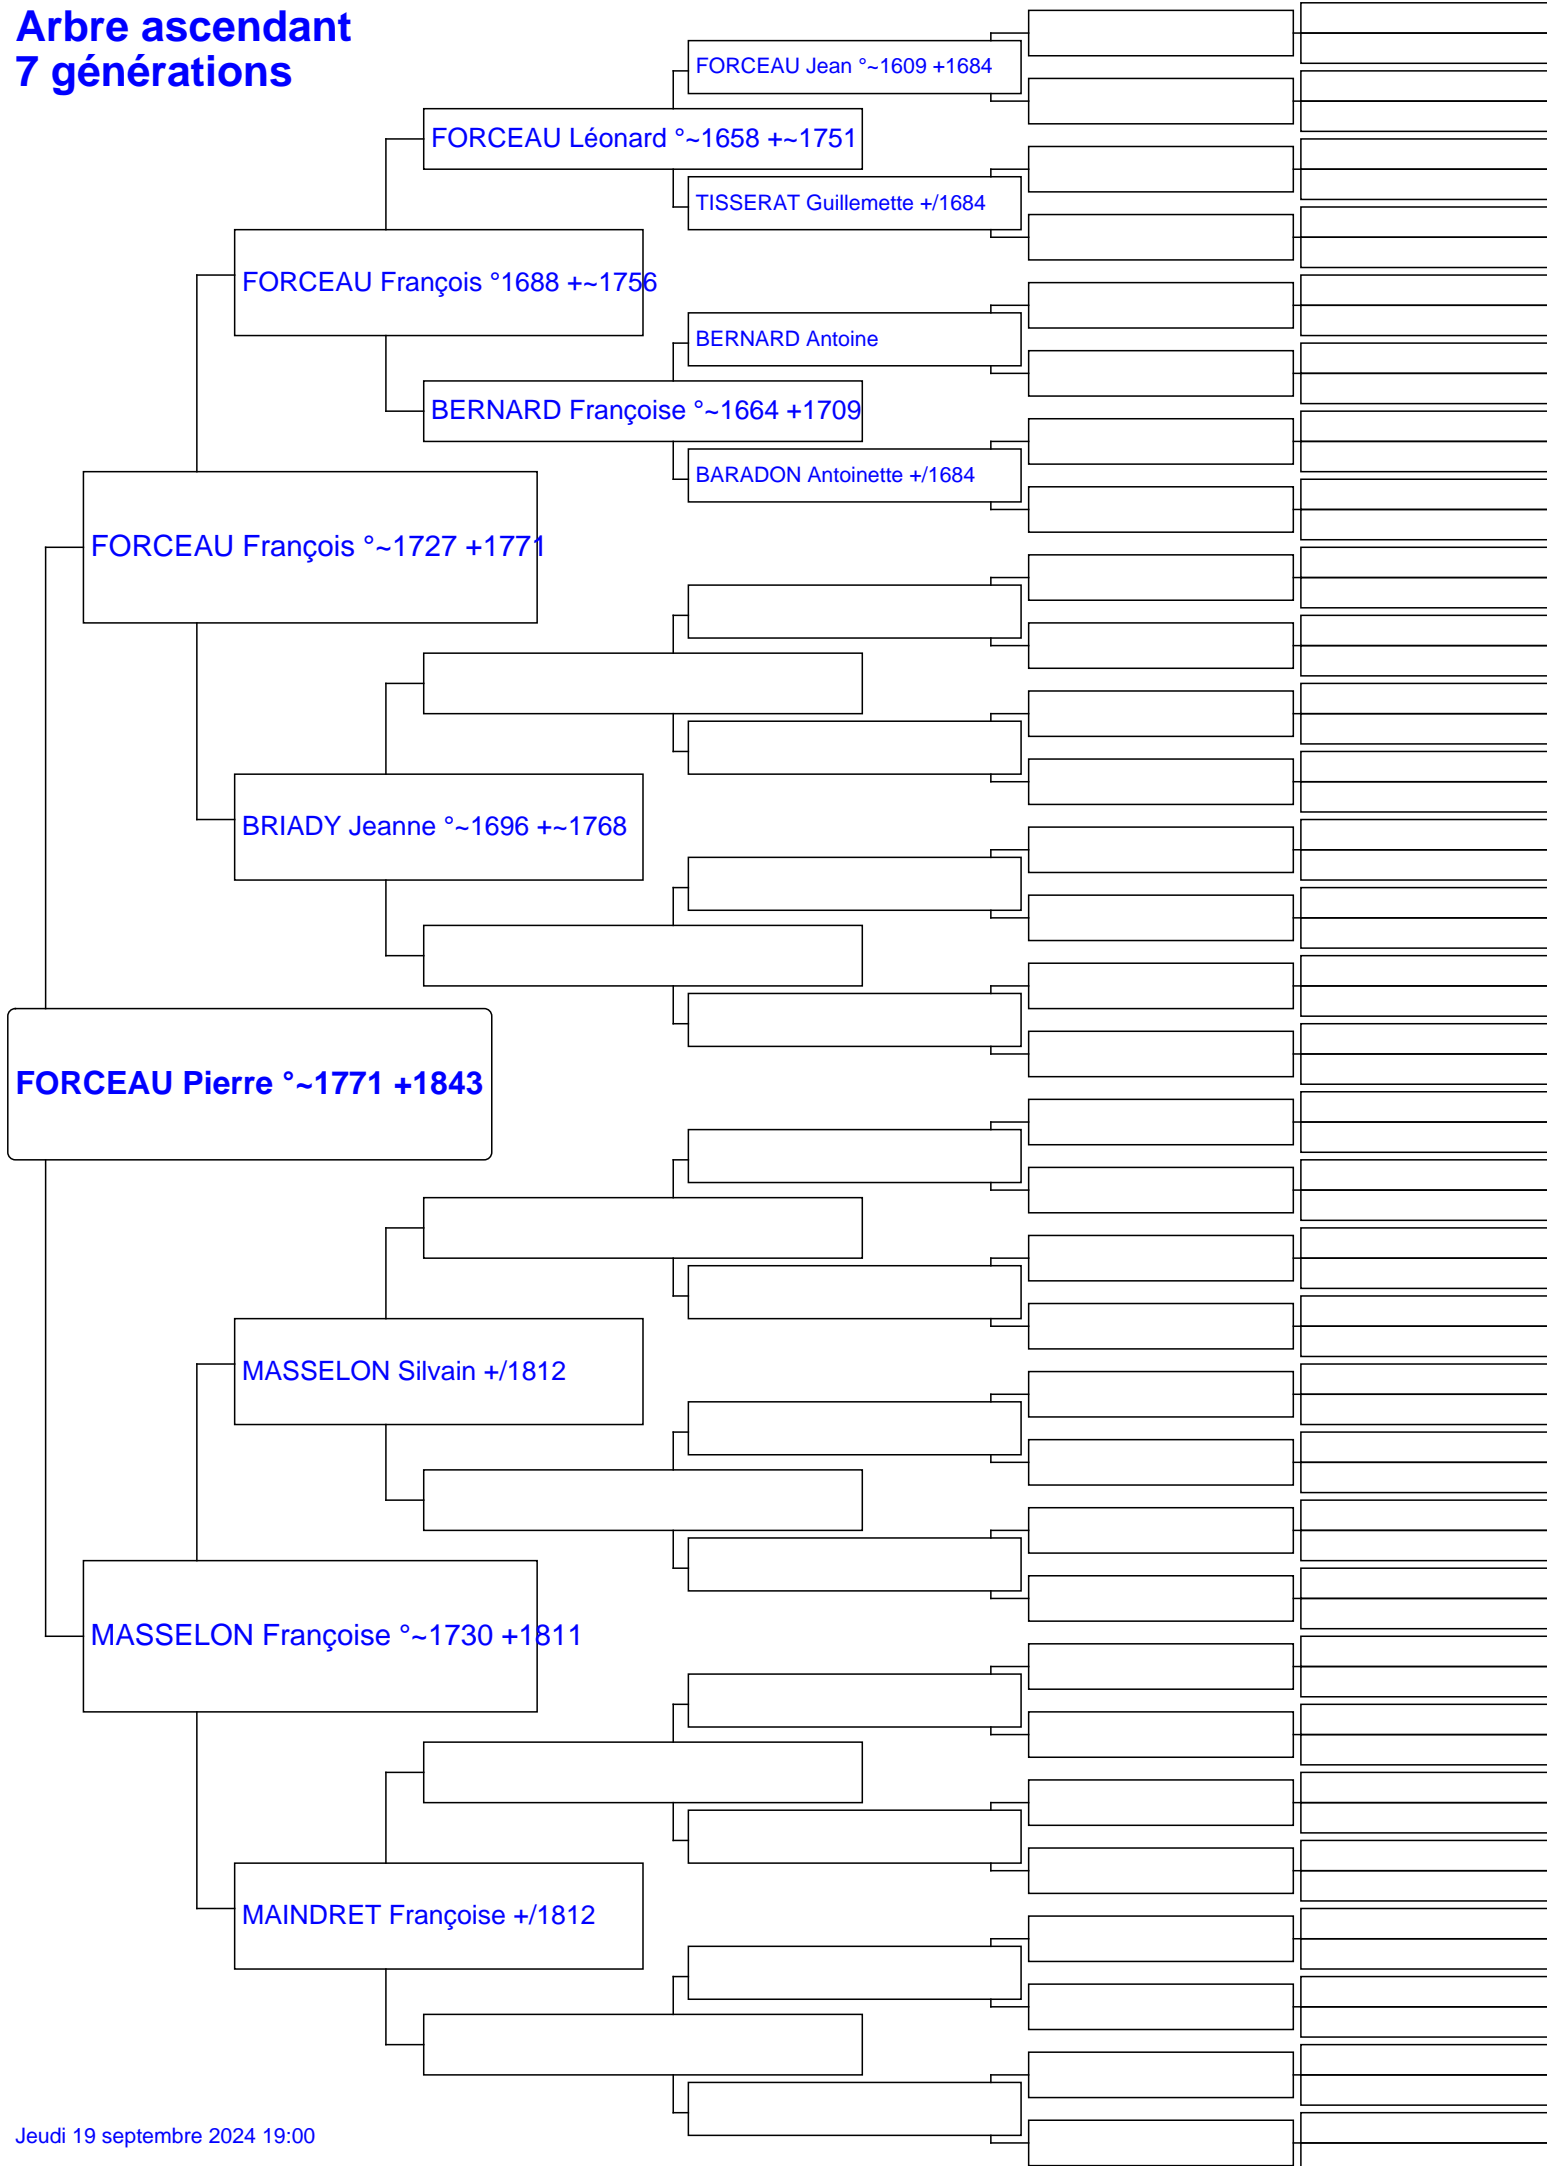 Arbre ascendant
7 générations
FORCEAU Jean °~1609 +1684
FORCEAU Léonard °~1658 +~1751
TISSERAT Guillemette +/1684
FORCEAU François °1688 +~1756
BERNARD Antoine
BERNARD Françoise °~1664 +1709
BARADON Antoinette +/1684
FORCEAU François °~1727 +1771
BRIADY Jeanne °~1696 +~1768
FORCEAU Pierre °~1771 +1843
MASSELON Silvain +/1812
MASSELON Françoise °~1730 +1811
MAINDRET Françoise +/1812
Jeudi 19 septembre 2024 19:00